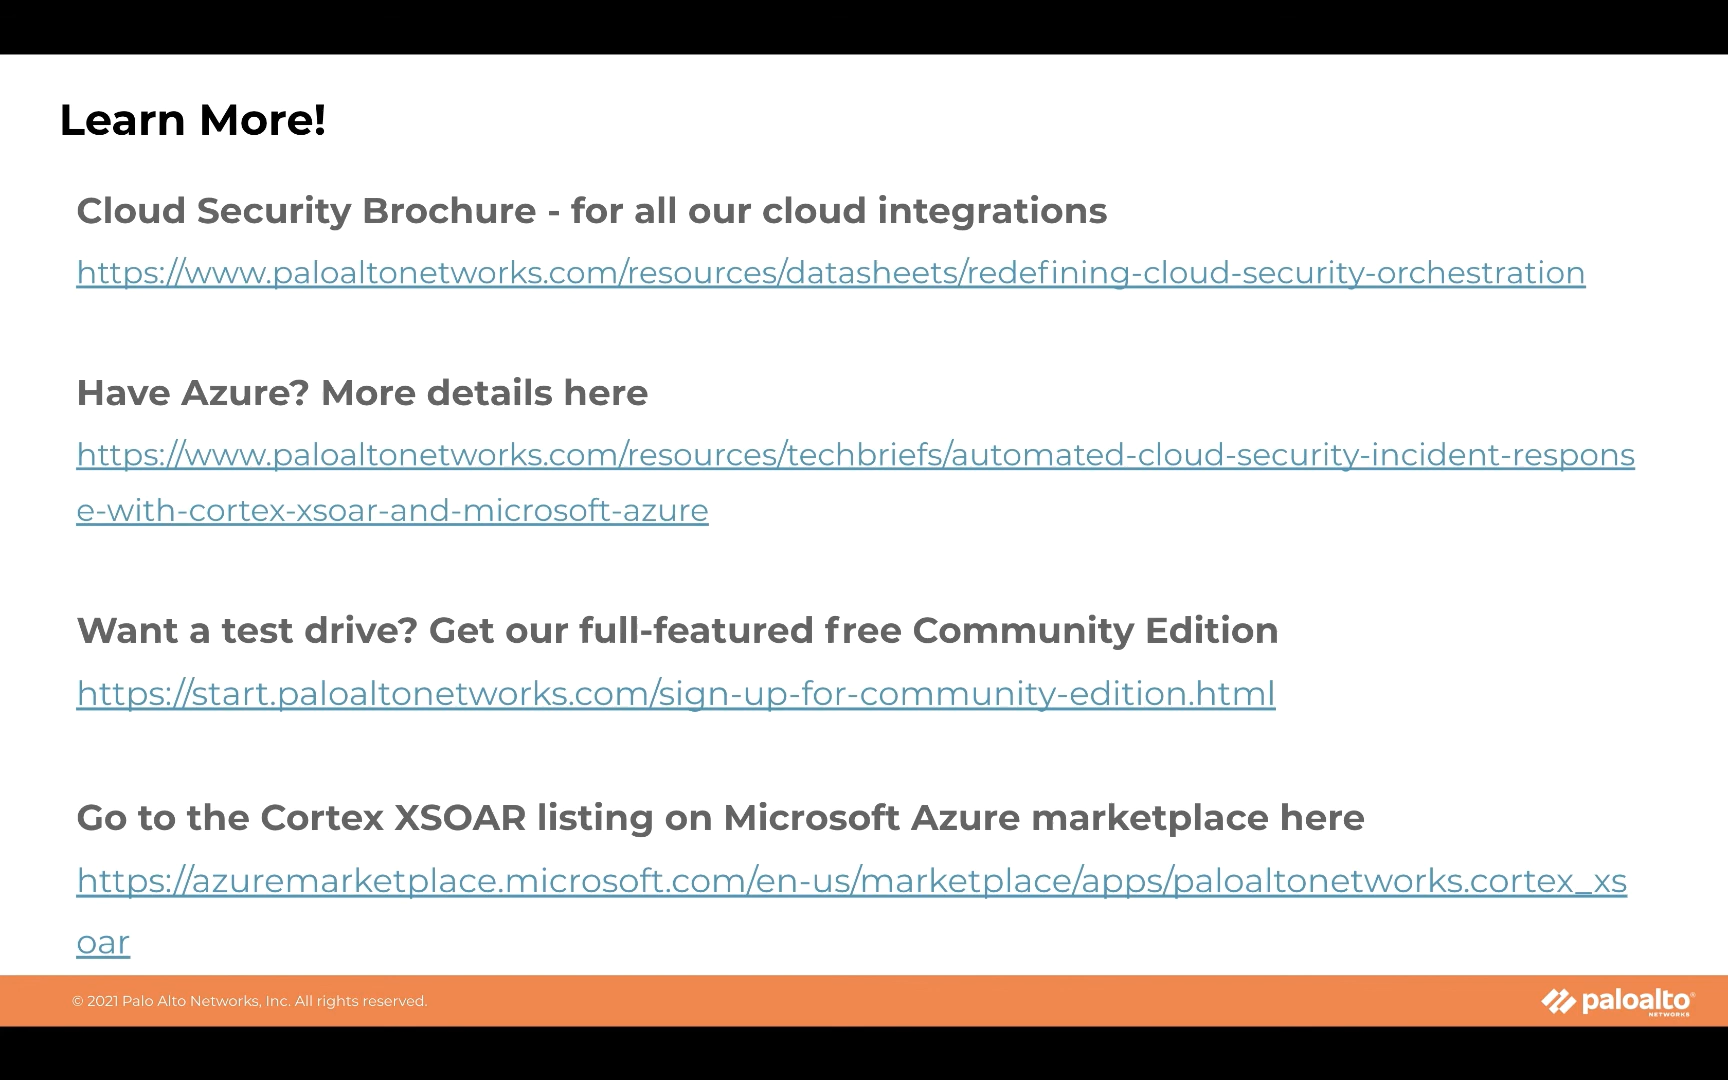 Learn More!
Cloud Security Brochure - for all our cloud integrations
https://www.paloaltonetworks.com/resources/datasheets/redefining-cloud-security-orchestration
Have Azure? More details here
https://www.paloaltonetworks.com/resources/techbriefs/automated-cloud-security-incident-respons
e-with-cortex-xsoar-and-microsoft-azure
Want a test drive? Get our full-featured free Community Edition
https://start.paloaltonetworks.com/sign-up-for-community-edition.html
Go to the Cortex XSOAR listing on Microsoft Azure marketplace here
https://azuremarketplace.microsoft.com/en-us/marketplace/apps/paloaltonetworks.cortex_xs
oar
© 2021 Palo Alto Networks, Inc. All rights reserved.
paloalto®
NETWORKS